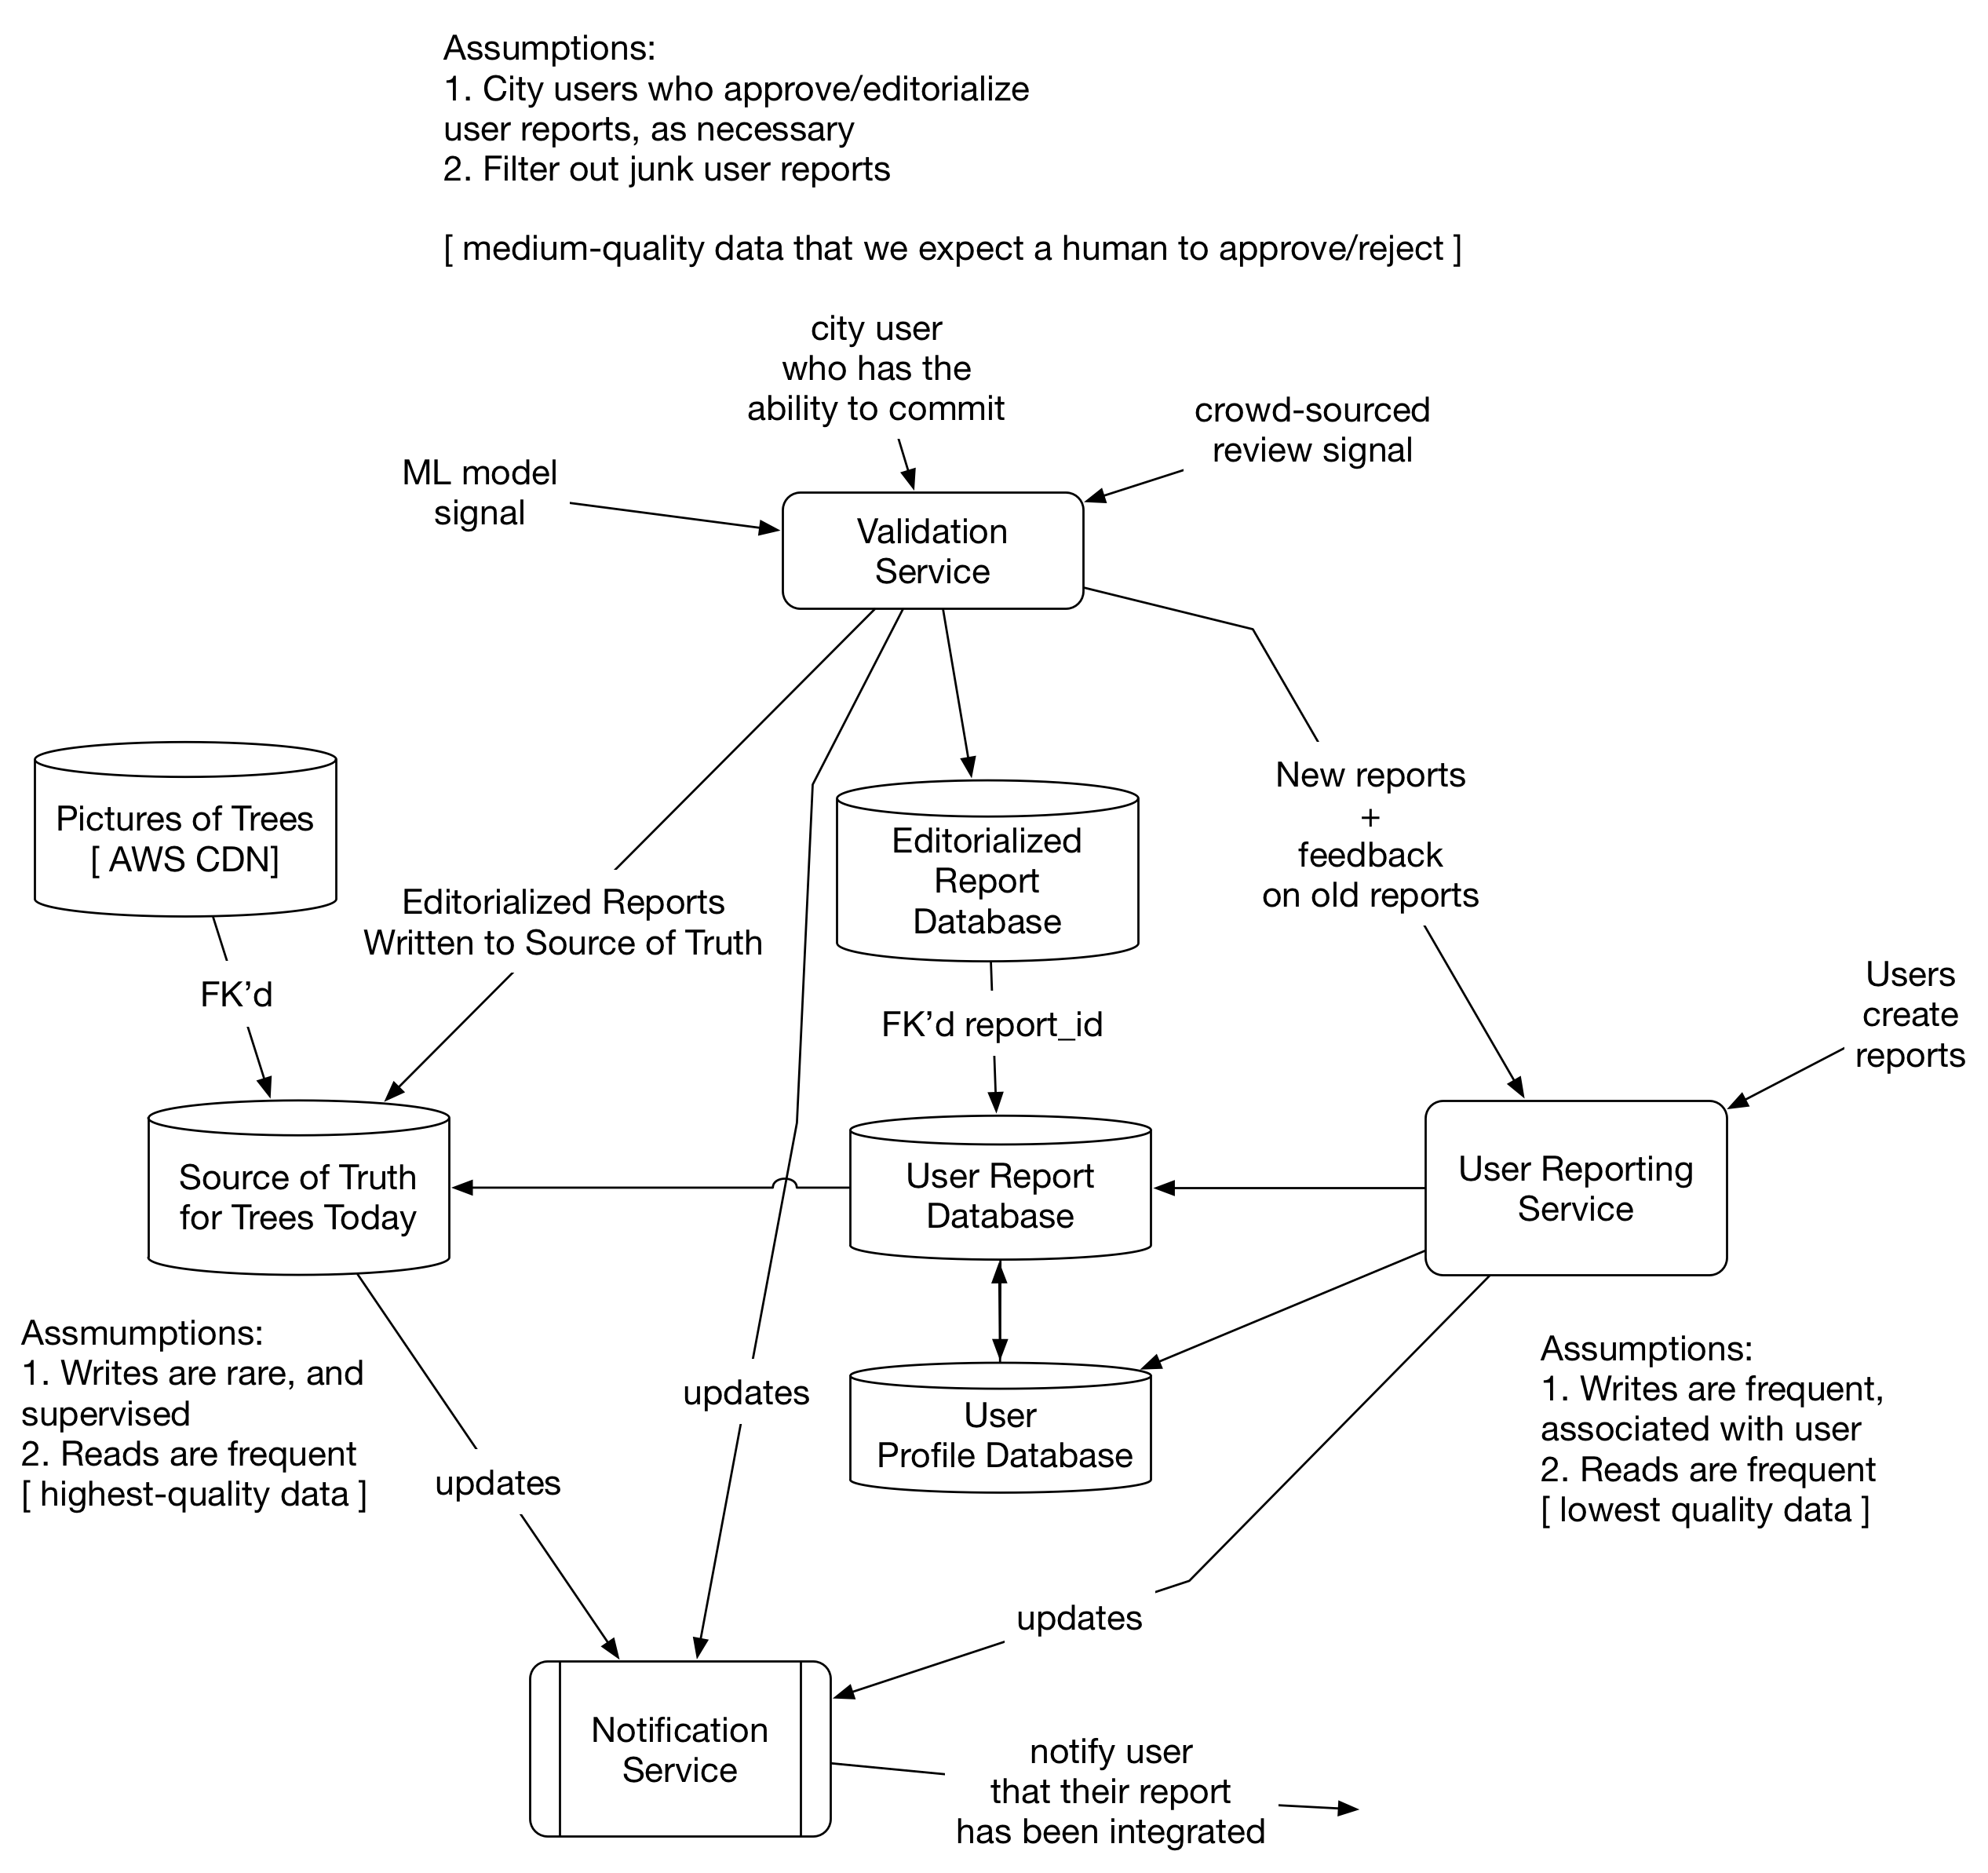 Assumptions:
1. City users who approve/editorialize
user reports, as necessary
2. Filter out junk user reports
[ medium-quality data that we expect a human to approve/reject ]
city user
who has the
ability to commit
crowd-sourced
review signal
ML model
signal
Validation
Service
Pictures of Trees
[ AWS CDN]
Editorialized Reports
Written to Source of Truth
Editorialized
Report
Database
New reports
+
feedback
on old reports
FK’d
FK’d report_id
Users
create
reports
Source of Truth
for Trees Today
User Report
Database
User Reporting
Service
Assmumptions:
1. Writes are rare, and
supervised
2. Reads are frequent
[ highest-quality data ]
updates
updates
User
Profile Database
Assumptions:
1. Writes are frequent,
associated with user
2. Reads are frequent
[ lowest quality data ]
updates
Notification
Service
notify user
that their report
has been integrated